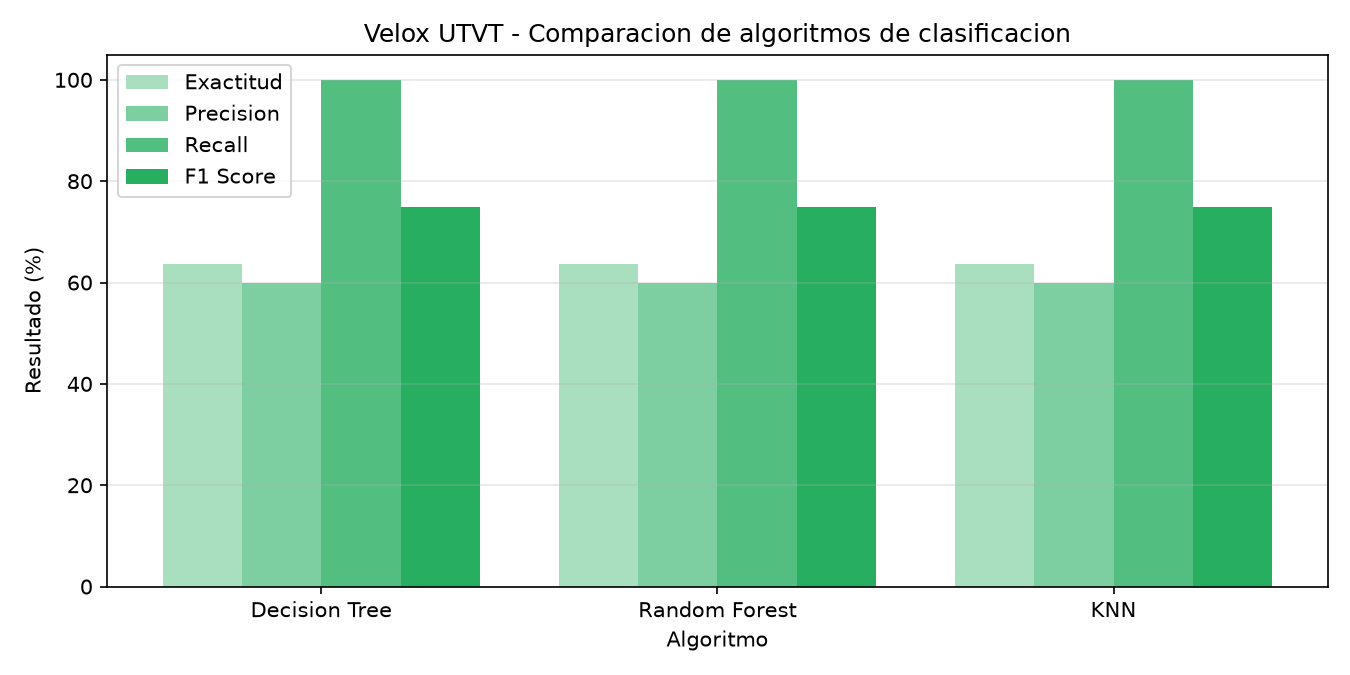 Velox UTVT - Comparacion de algoritmos de clasificacion
Exactitud
Precision
Recall
F1 Score
Resultado (%)
100
80
60
40
20
0
Decision Tree
Random Forest
KNN
Algoritmo